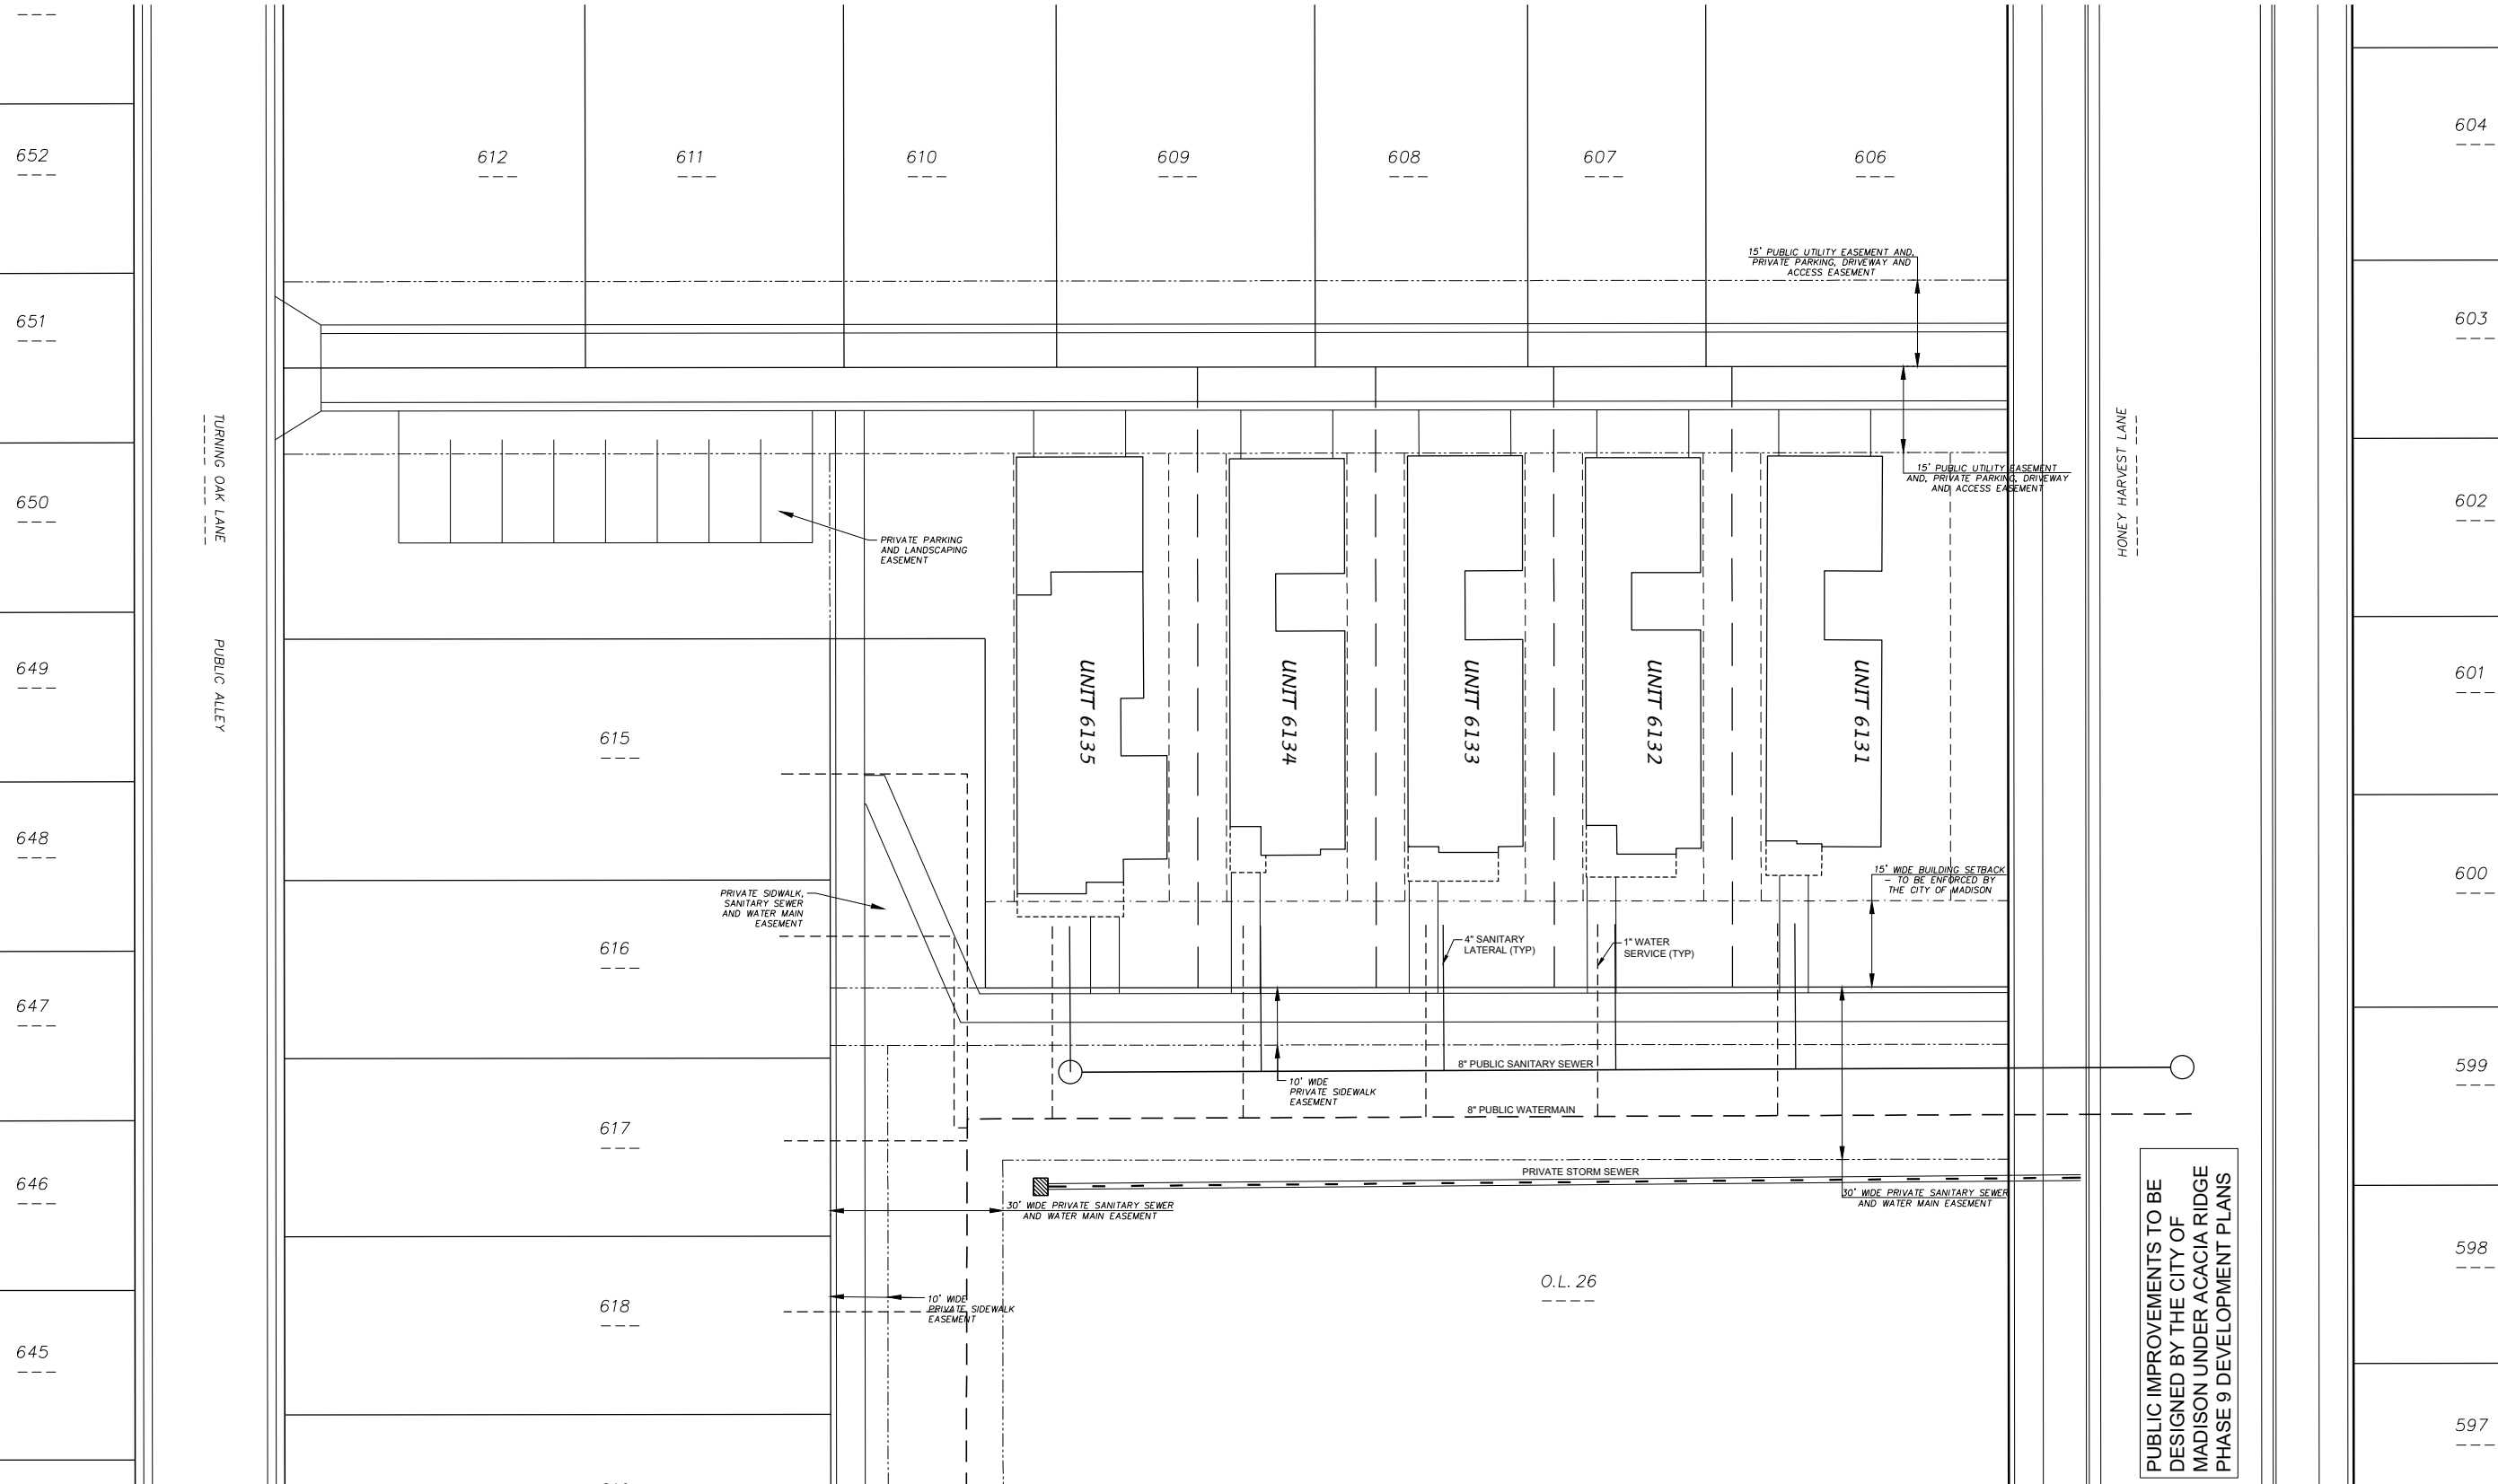 652
651
650
649
648
647
646
645
TURNING OAK LANE
PUBLIC ALLEY
612
611
610
609
608
607
606
15' PUBLIC UTILITY EASEMENT AND,
PRIVATE PARKING, DRIVEWAY AND
ACCESS EASEMENT
15' PUBLIC UTILITY EASEMENT
AND, PRIVATE PARKING, DRIVEWAY
AND ACCESS EASEMENT
PRIVATE PARKING
AND LANDSCAPING
EASEMENT
UNIT 6135
UNIT 6134
UNIT 6133
UNIT 6132
UNIT 6131
615
616
617
618
PRIVATE SIDWALK,
SANITARY SEWER
AND WATER MAIN
EASEMENT
15' WIDE BUILDING SETBACK
- TO BE ENFORCED BY
THE CITY OF MADISON
4" SANITARY
LATERAL (TYP)
1" WATER
SERVICE (TYP)
8" PUBLIC SANITARY SEWER
10' WIDE
PRIVATE SIDEWALK
EASEMENT
8" PUBLIC WATERMAIN
PRIVATE STORM SEWER
30' WIDE PRIVATE SANITARY SEWER
AND WATER MAIN EASEMENT
30' WIDE PRIVATE SANITARY SEWER
AND WATER MAIN EASEMENT
10' WIDE
PRIVATE SIDEWALK
EASEMENT
O.L. 26
HONEY HARVEST LANE
PUBLIC IMPROVEMENTS TO BE
DESIGNED BY THE CITY OF
MADISON UNDER ACACIA RIDGE
PHASE 9 DEVELOPMENT PLANS
604
603
602
601
600
599
598
597